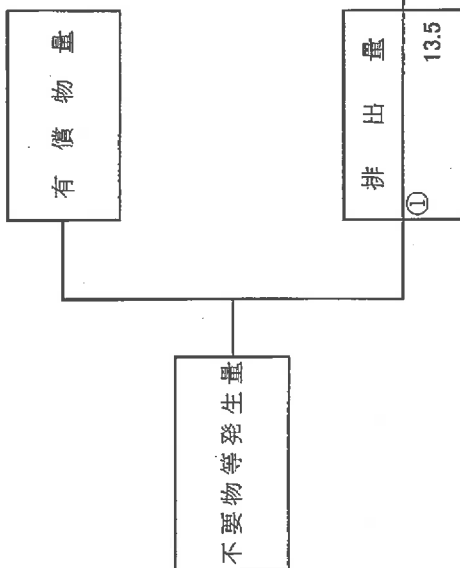 不要物等発生量
有償物量
排出量
①
13.5